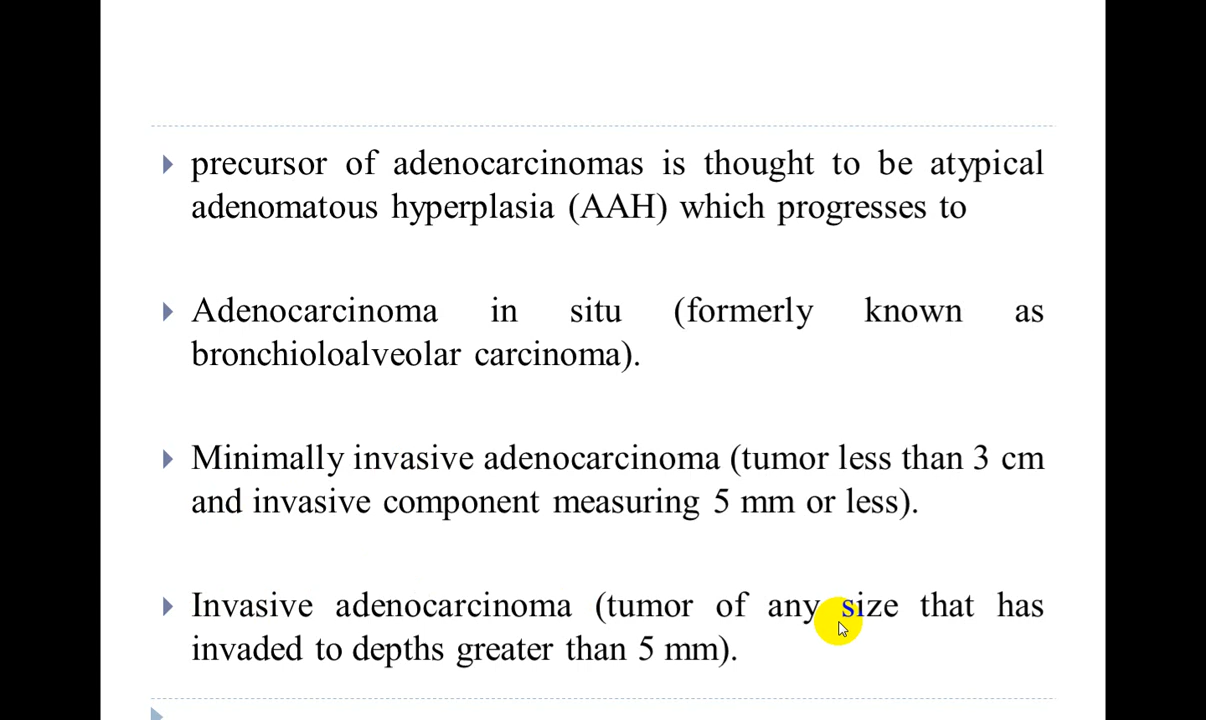 precursor of adenocarcinomas is thought to be atypical
adenomatous hyperplasia (AAH) which progresses to
Adenocarcinoma in situ (formerly known as
bronchioloalveolar carcinoma).
Minimally invasive adenocarcinoma (tumor less than 3 cm
and invasive component measuring 5 mm or less).
Invasive adenocarcinoma (tumor of any size that has
invaded to depths greater than 5 mm).